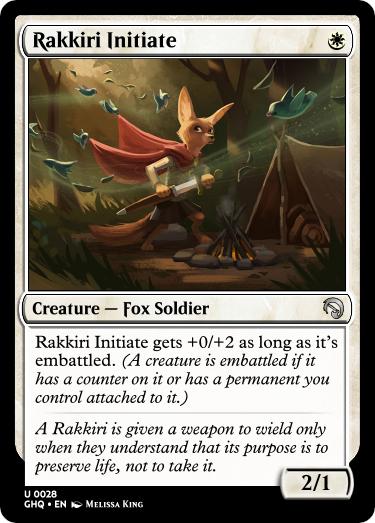 Rakkiri Initiate
Creature — Fox Soldier
Rakkiri Initiate gets +0/+2 as long as it's
embattled. (A creature is embattled if it
has a counter on it or has a permanent you
control attached to it.)
A Rakkiri is given a weapon to wield only
when they understand that its purpose is to
preserve life, not to take it.
2/1
U 0028
GHQ • EN Melissa King